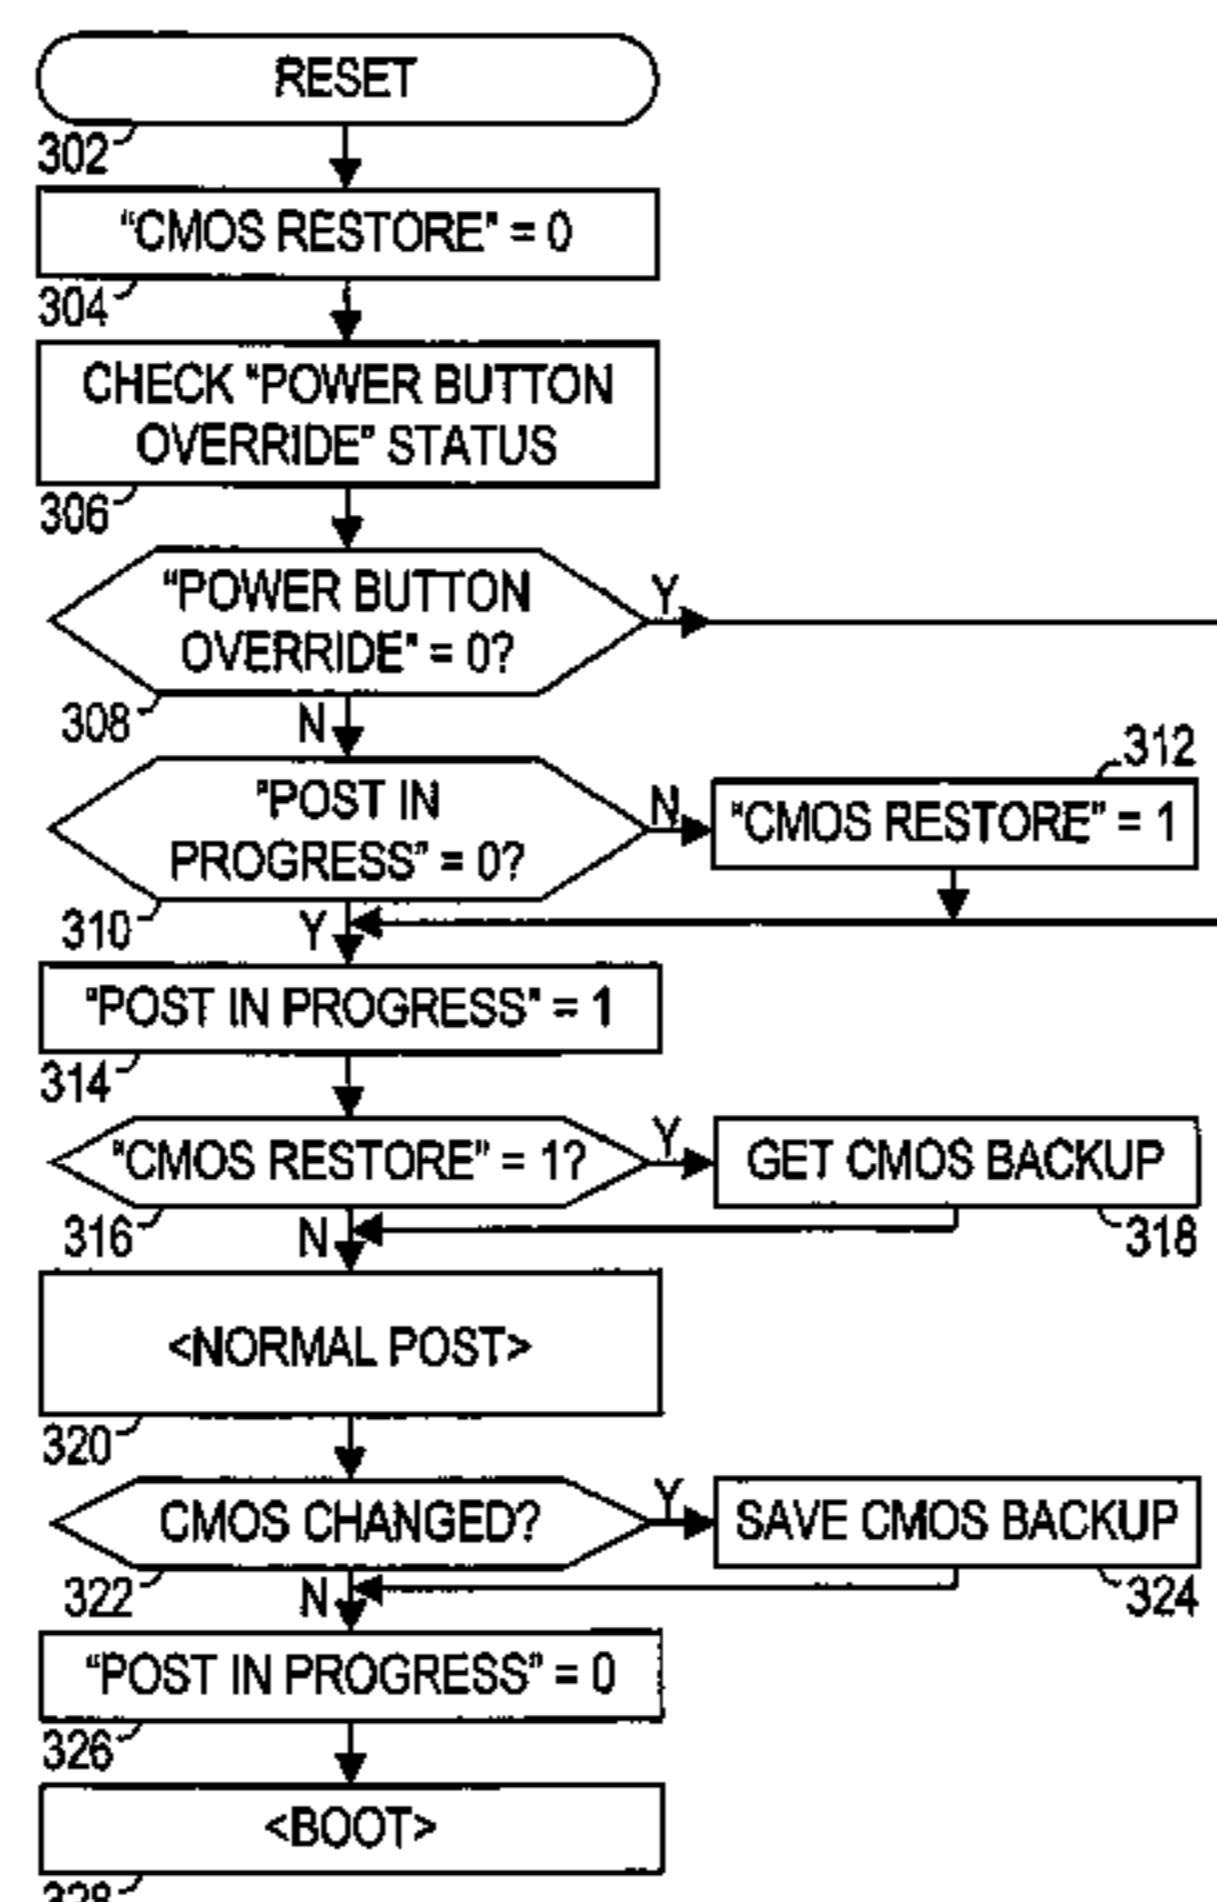 RESET
302
"CMOS RESTORE" = 0
304
CHECK "POWER BUTTON
OVERRIDE" STATUS
306
"POWER BUTTON
OVERRIDE" = 0?
Y
308
N
"POST IN
PROGRESS" = 0?
N
312
"CMOS RESTORE" = 1
310
Y
"POST IN PROGRESS" = 1
314
"CMOS RESTORE" = 1?
Y
GET CMOS BACKUP
316
N
318
<NORMAL POST>
320
CMOS CHANGED?
Y
SAVE CMOS BACKUP
322
N
324
"POST IN PROGRESS" = 0
326
<BOOT>
328